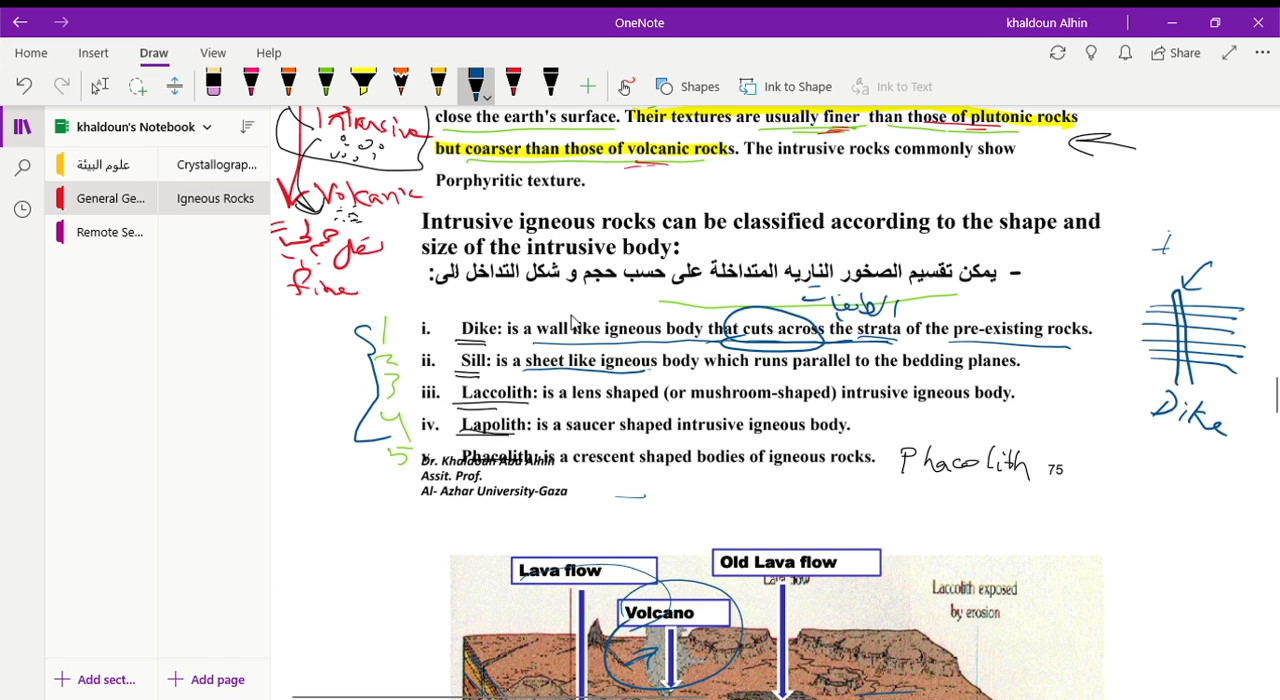 OneNote
khaldoun Alhin
Home Insert Draw View Help
Share
Shapes Ink to Shape Ink to Text
khaldoun's Notebook
علوم البيئة
Crystallograp...
General Ge...
Igneous Rocks
Remote Se...
Add sect...
Add page
close the earth's surface. Their textures are usually finer than those of plutonic rocks
but coarser than those of volcanic rocks. The intrusive rocks commonly show
Porphyritic texture.
Intrusive
Volcanic
fine
Intrusive igneous rocks can be classified according to the shape and
size of the intrusive body:
- يمكن تقسيم الصخور الناريه المتداخلة على حسب حجم و شكل التداخل الى:
الطبقات
1
i. Dike: is a wall like igneous body that cuts across the strata of the pre-existing rocks.
2
ii. Sill: is a sheet like igneous body which runs parallel to the bedding planes.
3
iii. Laccolith: is a lens shaped (or mushroom-shaped) intrusive igneous body.
4
iv. Lapolith: is a saucer shaped intrusive igneous body.
5
v. Phacolith: is a crescent shaped bodies of igneous rocks.
Phacolith
Dike
Dr. Khaldoun Abu Alhin
Assit. Prof.
Al- Azhar University-Gaza
75
Lava flow
Old Lava flow
Volcano
Laccolith exposed
by erosion